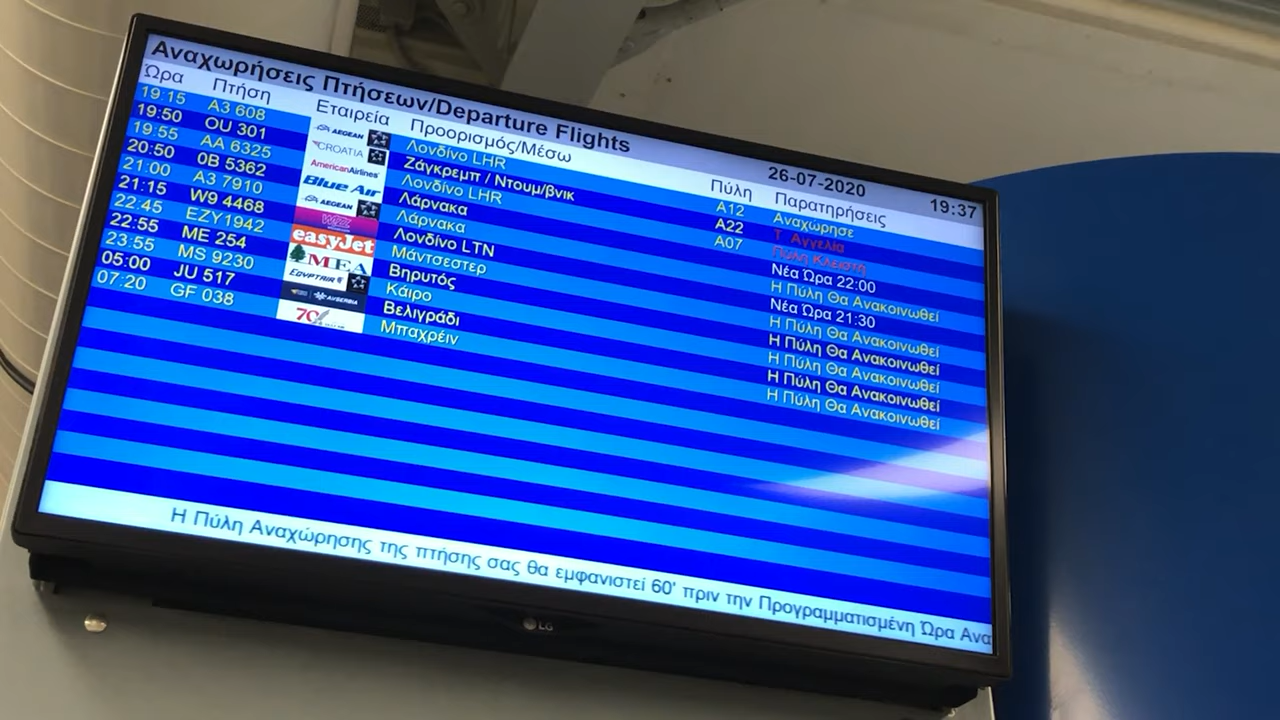 Αναχωρήσεις Πτήσεων/Departure Flights 26-07-2020 19:37
Ώρα Πτήση Εταιρεία Προορισμός/Μέσω Πύλη Παρατηρήσεις
19:15 A3 608 AEGEAN Λονδίνο LHR A12 Αναχώρησε
19:50 OU 301 CROATIA Ζάγκρεμπ / Ντουμ/βνικ A22 Τ. Αγγελία
19:55 AA 6325 AmericanAirlines Λονδίνο LHR A07 Πύλη Κλειστή
20:50 0B 5362 Blue Air Λάρνακα Νέα Ώρα 22:00
21:00 A3 7910 AEGEAN Λάρνακα Η Πύλη Θα Ανακοινωθεί
21:15 W9 4468 Λονδίνο LTN Νέα Ώρα 21:30
22:45 EZY1942 easyJet Μάντσεστερ Η Πύλη Θα Ανακοινωθεί
22:55 ME 254 MEA Βηρυτός Η Πύλη Θα Ανακοινωθεί
23:55 MS 9230 EGYPTAIR Κάιρο Η Πύλη Θα Ανακοινωθεί
05:00 JU 517 AIRSERBIA Βελιγράδι Η Πύλη Θα Ανακοινωθεί
07:20 GF 038 70 Μπαχρέιν Η Πύλη Θα Ανακοινωθεί
Η Πύλη Αναχώρησης της πτήσης σας θα εμφανιστεί 60' πριν την Προγραμματισμένη Ώρα Ανα
LG